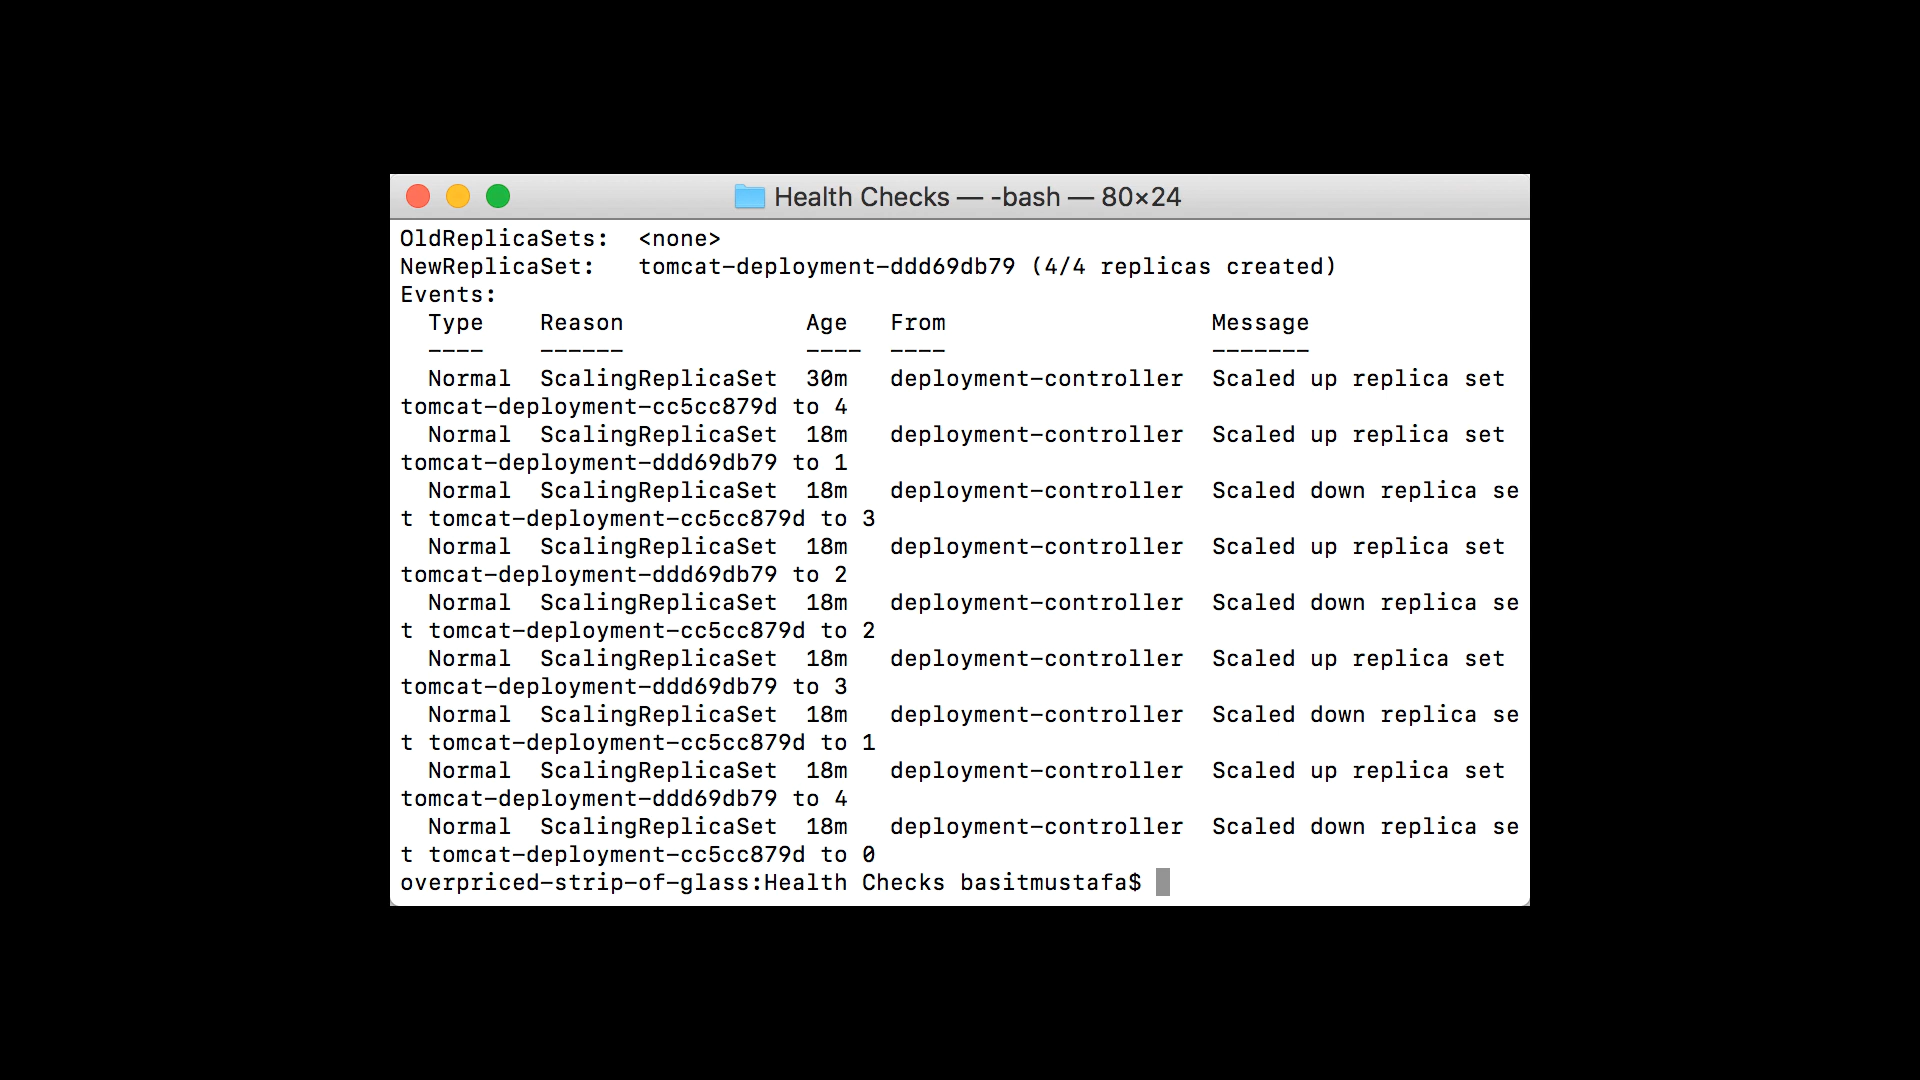 Health Checks — -bash — 80×24
OldReplicaSets:  <none>
NewReplicaSet:   tomcat-deployment-ddd69db79 (4/4 replicas created)
Events:
  Type    Reason             Age   From                   Message
  ----    ------             ----  ----                   -------
  Normal  ScalingReplicaSet  30m   deployment-controller  Scaled up replica set
tomcat-deployment-cc5cc879d to 4
  Normal  ScalingReplicaSet  18m   deployment-controller  Scaled up replica set
tomcat-deployment-ddd69db79 to 1
  Normal  ScalingReplicaSet  18m   deployment-controller  Scaled down replica se
t tomcat-deployment-cc5cc879d to 3
  Normal  ScalingReplicaSet  18m   deployment-controller  Scaled up replica set
tomcat-deployment-ddd69db79 to 2
  Normal  ScalingReplicaSet  18m   deployment-controller  Scaled down replica se
t tomcat-deployment-cc5cc879d to 2
  Normal  ScalingReplicaSet  18m   deployment-controller  Scaled up replica set
tomcat-deployment-ddd69db79 to 3
  Normal  ScalingReplicaSet  18m   deployment-controller  Scaled down replica se
t tomcat-deployment-cc5cc879d to 1
  Normal  ScalingReplicaSet  18m   deployment-controller  Scaled up replica set
tomcat-deployment-ddd69db79 to 4
  Normal  ScalingReplicaSet  18m   deployment-controller  Scaled down replica se
t tomcat-deployment-cc5cc879d to 0
overpriced-strip-of-glass:Health Checks basitmustafa$